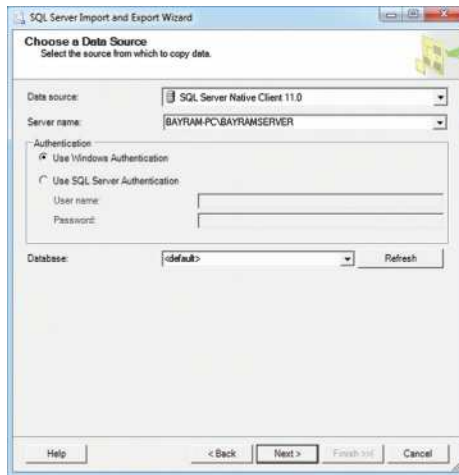 SQL Server Import and Export Wizard
Choose a Data Source
Select the source from which to copy data.
Data source: SQL Server Native Client 11.0
Server name: BAYRAM-PC\BAYRAMSERVER
Authentication
Use Windows Authentication
Use SQL Server Authentication
User name:
Password:
Database: <default> Refresh
Help < Back Next > Finish >>| Cancel